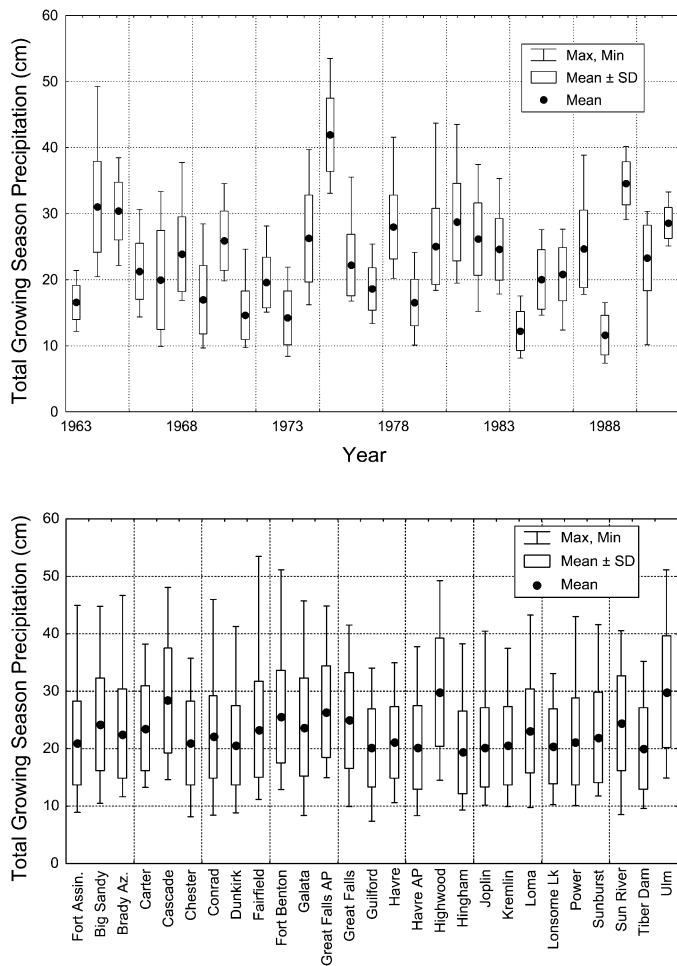 Total Growing Season Precipitation (cm)
60
50
40
30
20
10
0
Max, Min
Mean ± SD
Mean
1963 1968 1973 1978 1983 1988
Year
Total Growing Season Precipitation (cm)
60
50
40
30
20
10
0
Max, Min
Mean ± SD
Mean
Fort Assin.
Big Sandy
Brady Az.
Carter
Cascade
Chester
Conrad
Dunkirk
Fairfield
Fort Benton
Galata
Great Falls AP
Great Falls
Guilford
Havre
Havre AP
Highwood
Hingham
Joplin
Kremlin
Loma
Lonsome Lk
Power
Sunburst
Sun River
Tiber Dam
Ulm